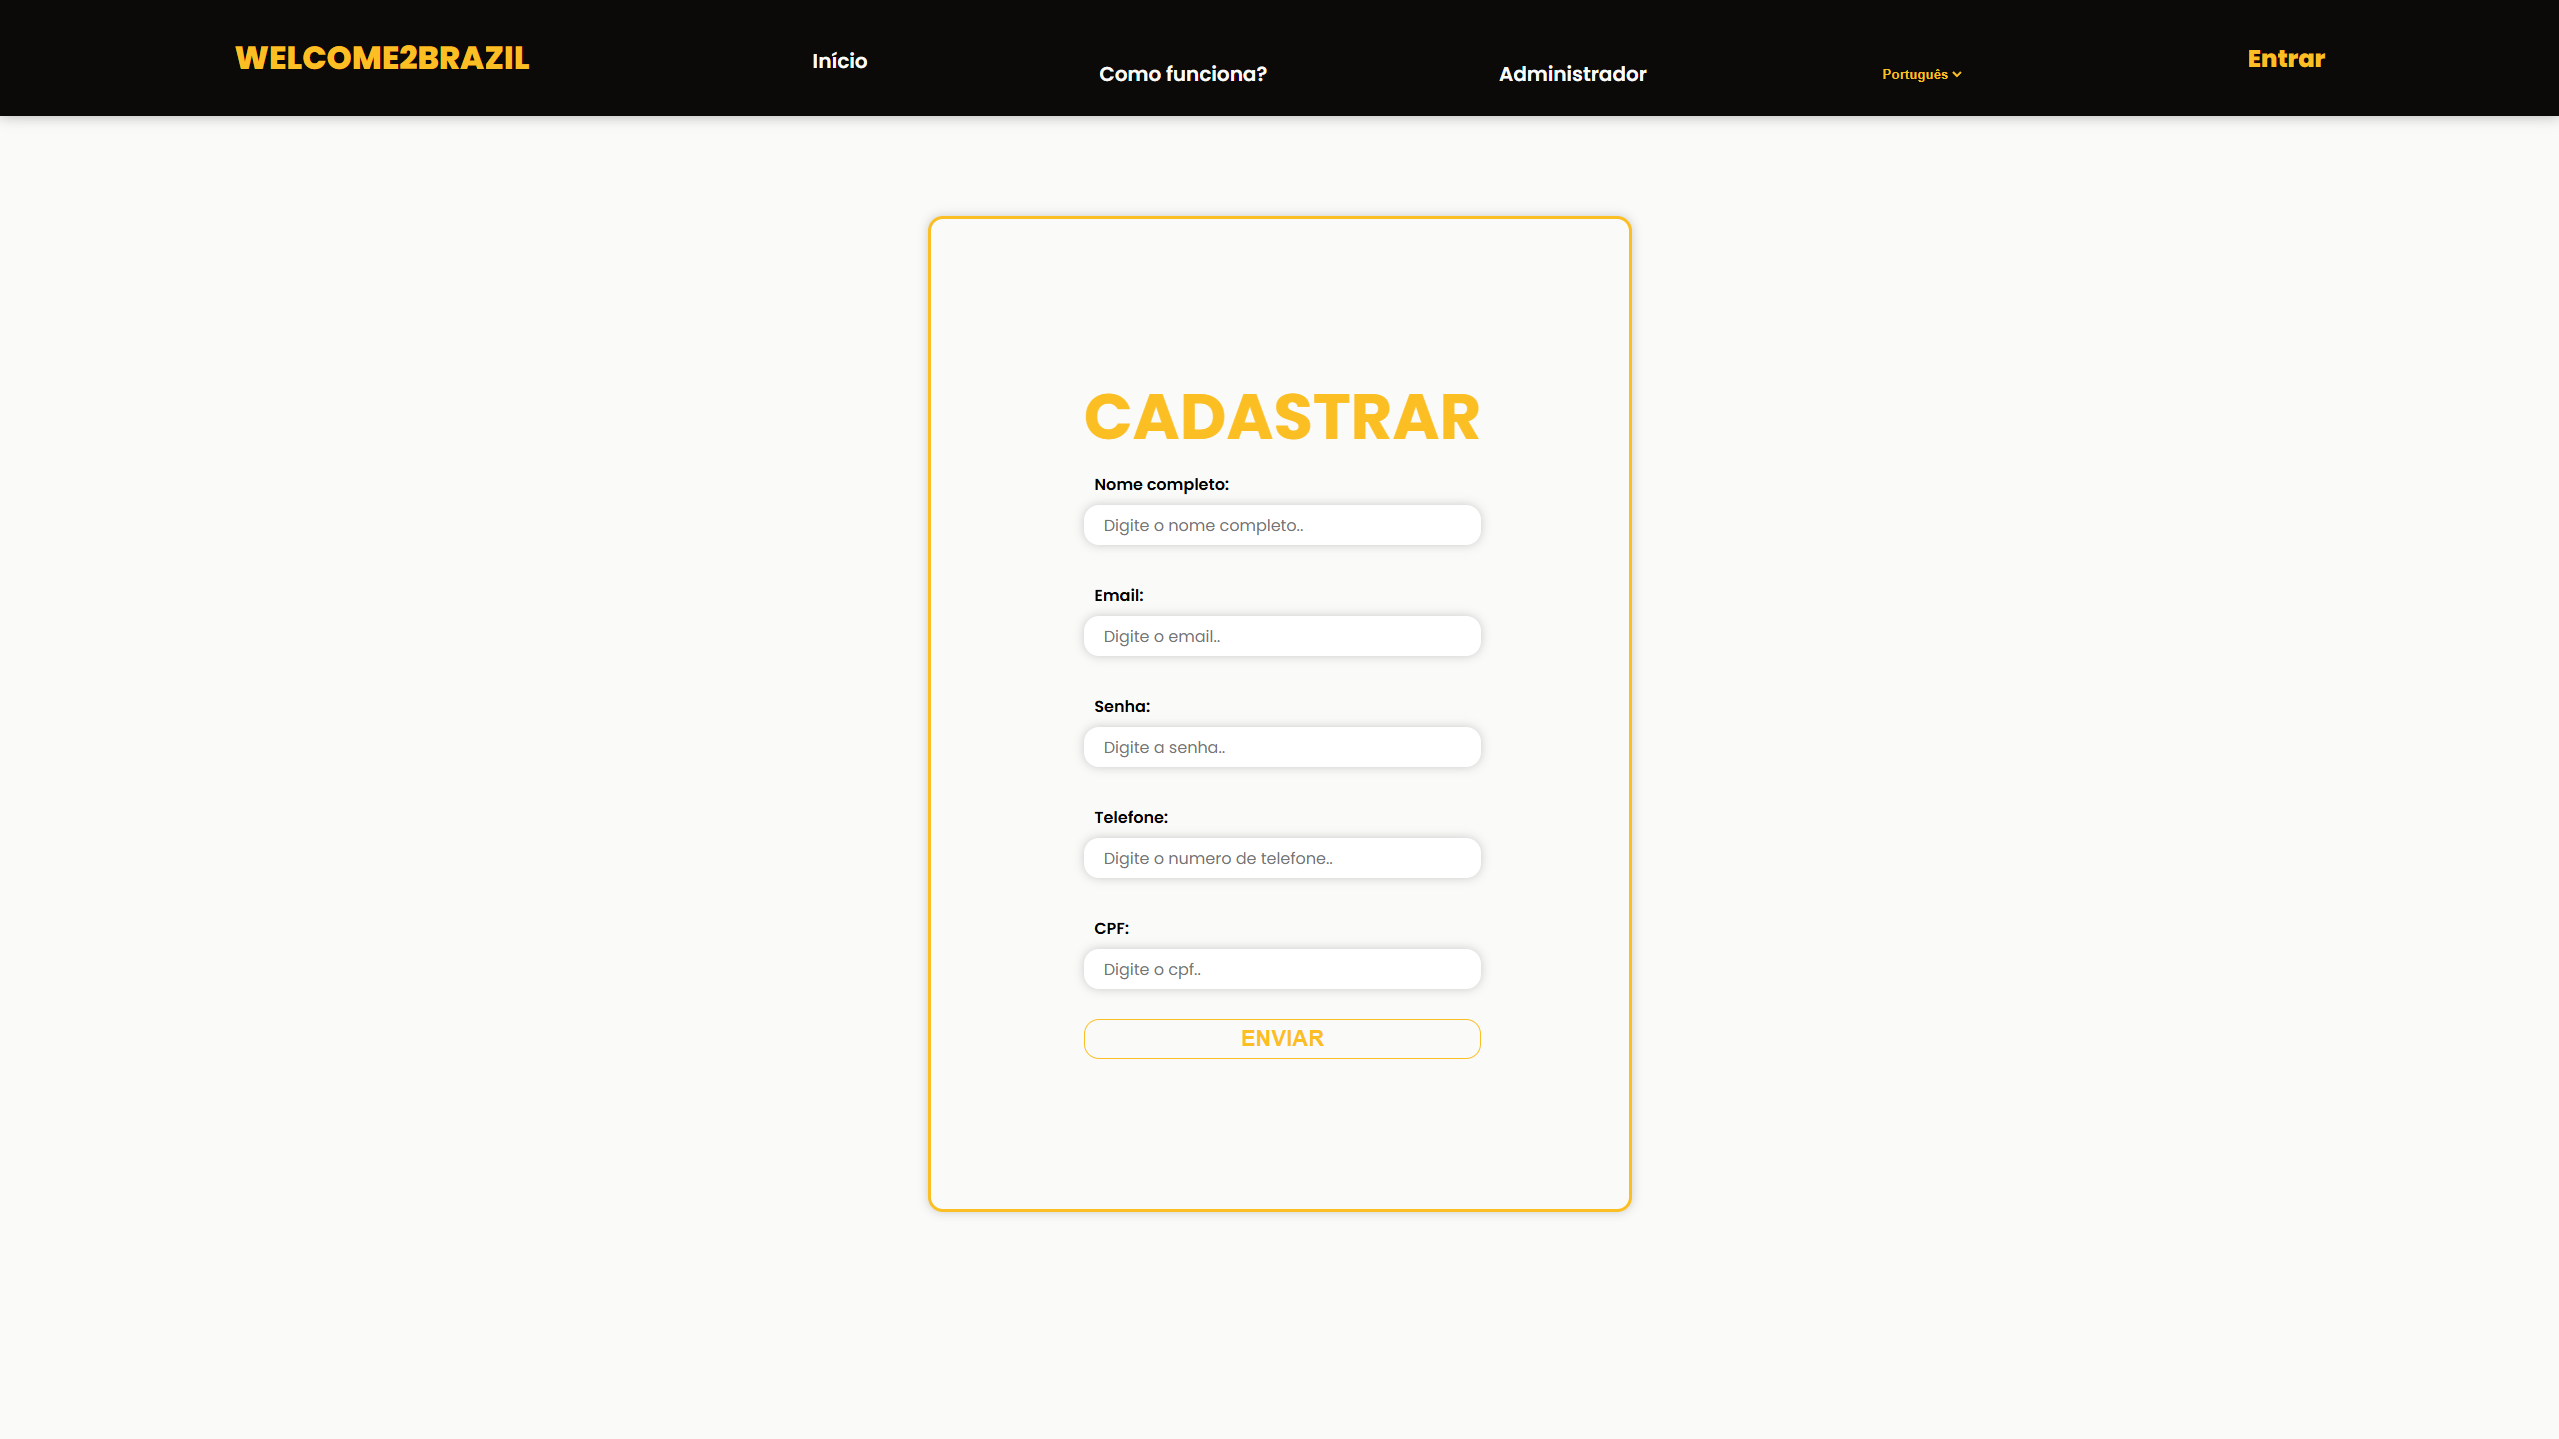 WELCOME2BRAZIL
Início
Como funciona?
Administrador
Português
Entrar
CADASTRAR
Nome completo:
Digite o nome completo..
Email:
Digite o email..
Senha:
Digite a senha..
Telefone:
Digite o numero de telefone..
CPF:
Digite o cpf..
ENVIAR